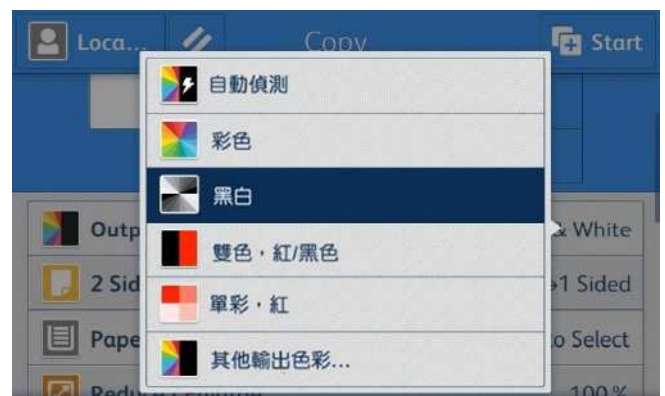 Loca...
Copy
Start
自動偵測
彩色
黑白
Outp
& White
雙色，紅/黑色
2 Sid
1 Sided
單彩，紅
Pape
o Select
其他輸出色彩...
100%